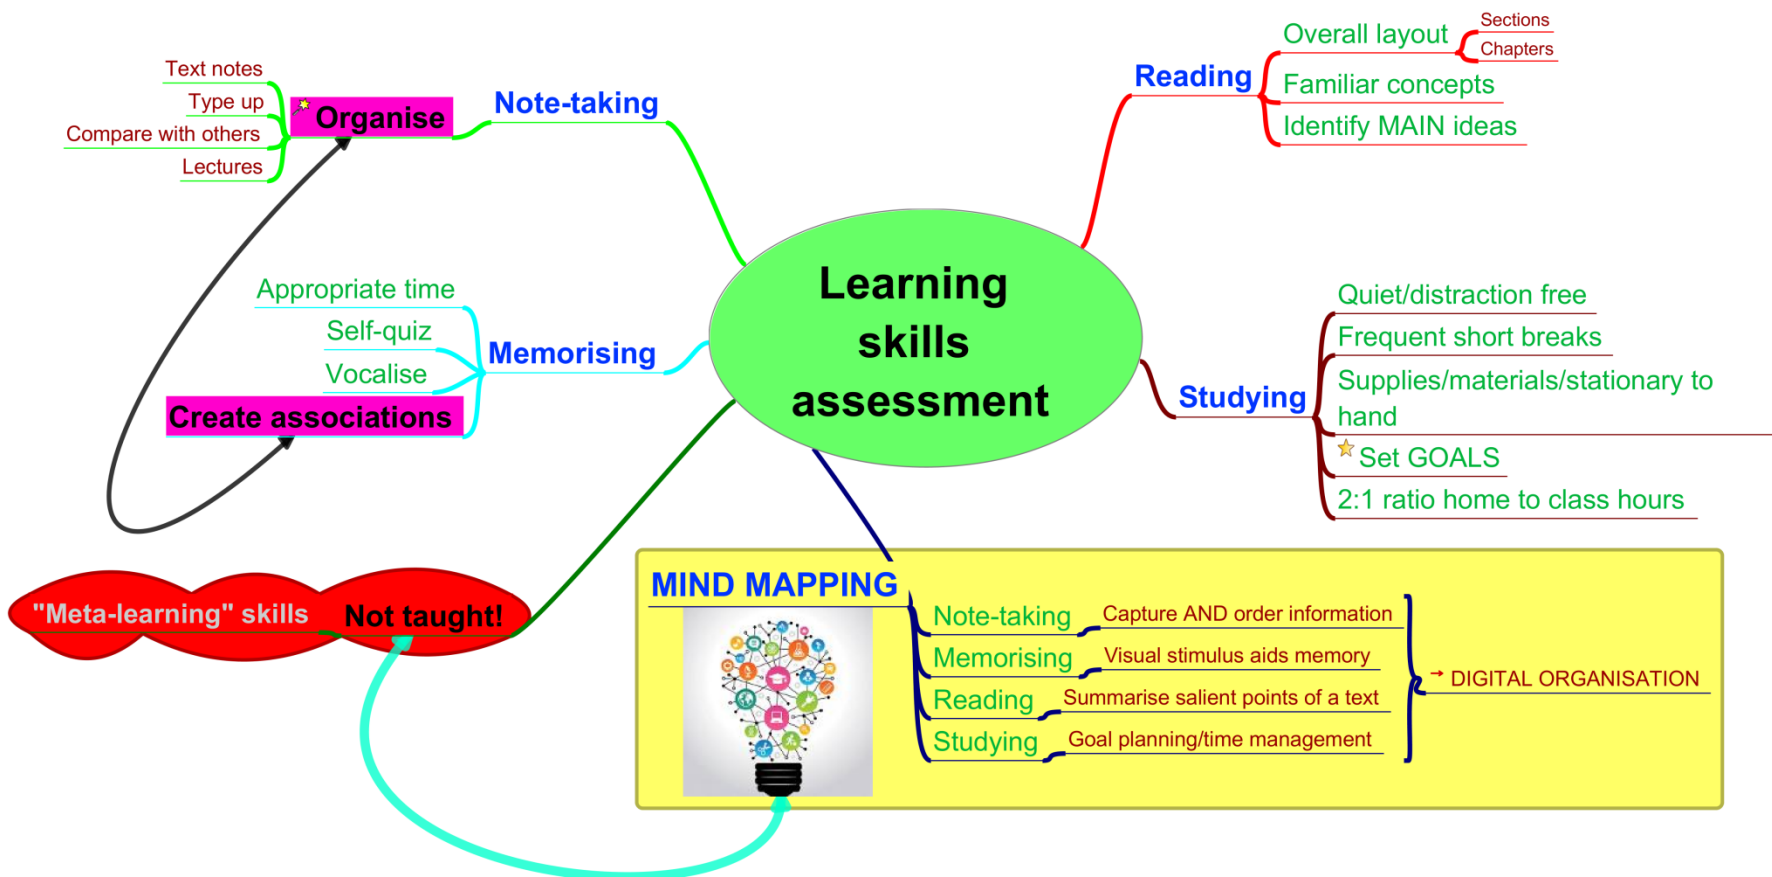 Learning
skills
assessment
Note-taking
Organise
Text notes
Type up
Compare with others
Lectures
Memorising
Appropriate time
Self-quiz
Vocalise
Create associations
Not taught!
"Meta-learning" skills
Reading
Overall layout
Sections
Chapters
Familiar concepts
Identify MAIN ideas
Studying
Quiet/distraction free
Frequent short breaks
Supplies/materials/stationary to
hand
Set GOALS
2:1 ratio home to class hours
MIND MAPPING
Note-taking
Capture AND order information
Memorising
Visual stimulus aids memory
Reading
Summarise salient points of a text
Studying
Goal planning/time management
→ DIGITAL ORGANISATION